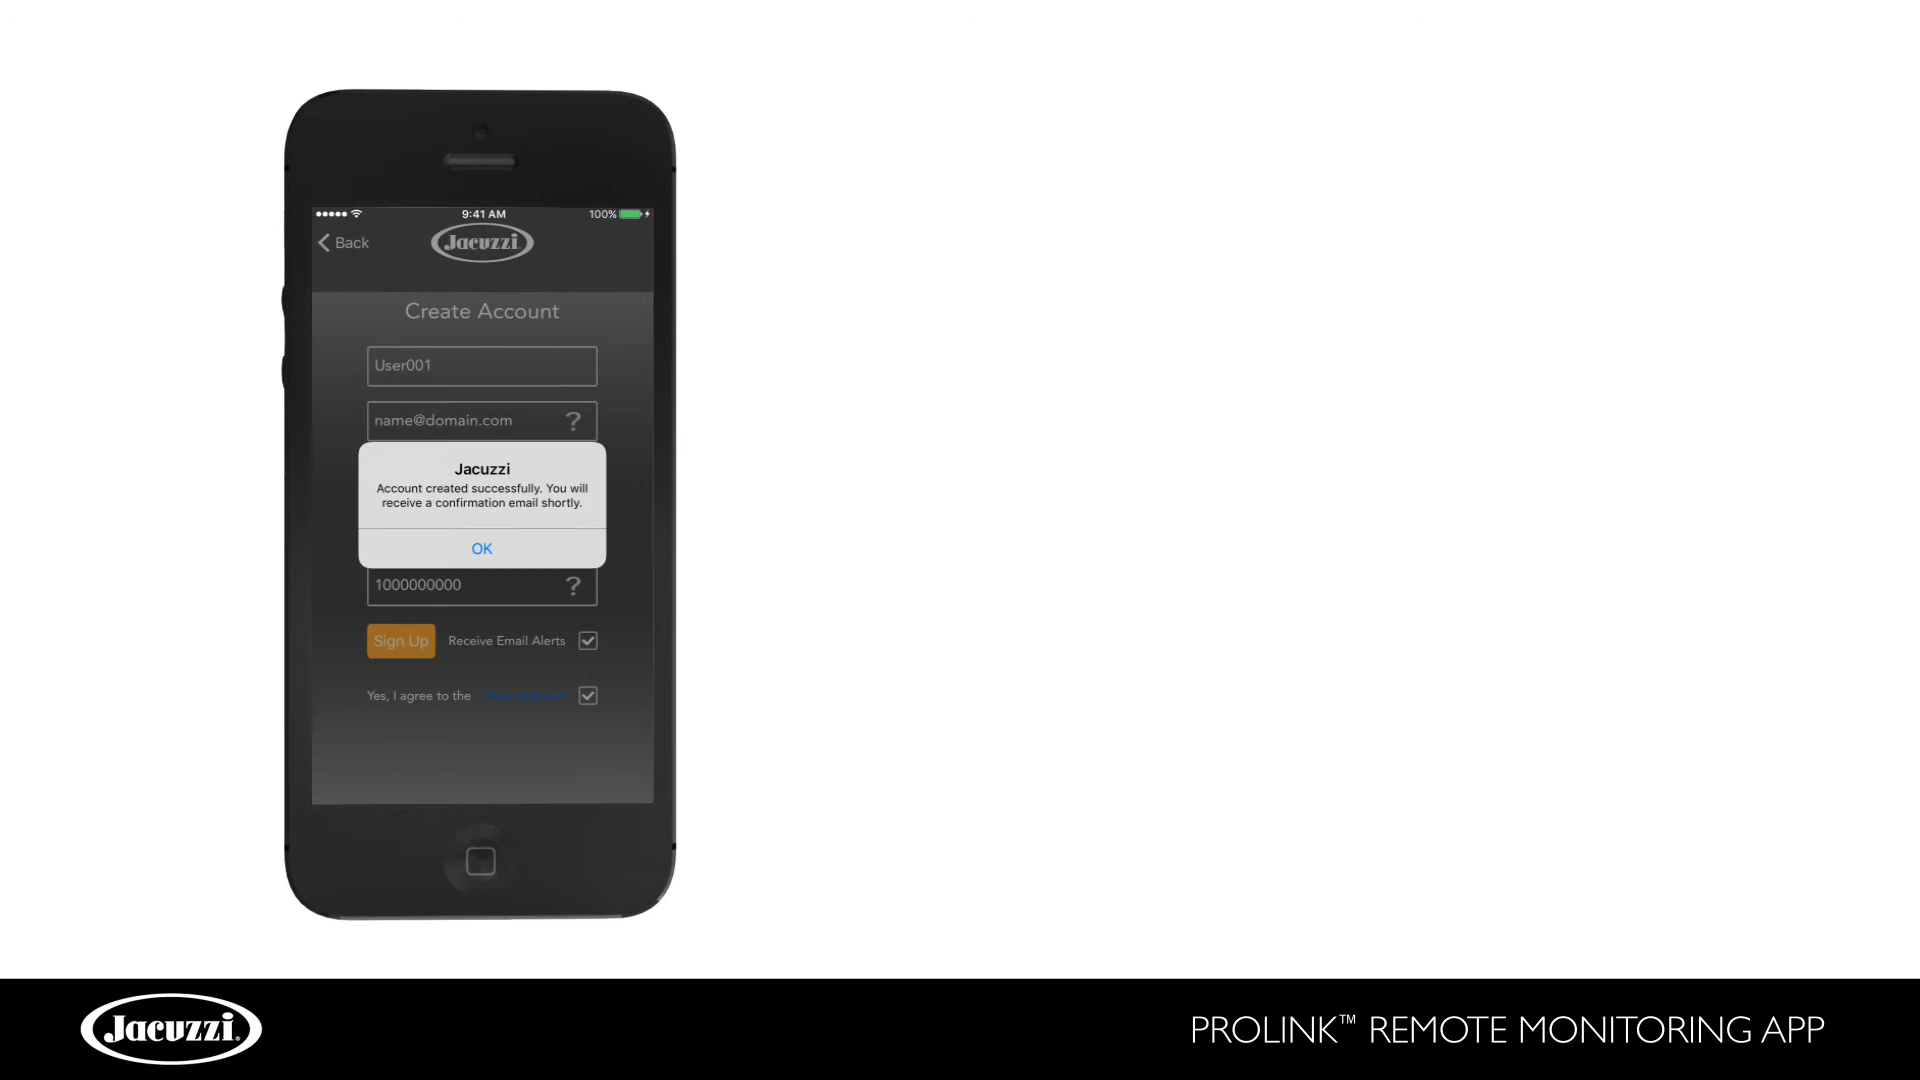 9:41 AM
100%
Back
Jacuzzi
Create Account
User001
name@domain.com
?
Jacuzzi
Account created successfully. You will
receive a confirmation email shortly.
OK
1000000000
?
Sign Up
Receive Email Alerts
Yes, I agree to the
Jacuzzi®
PROLINK™ REMOTE MONITORING APP